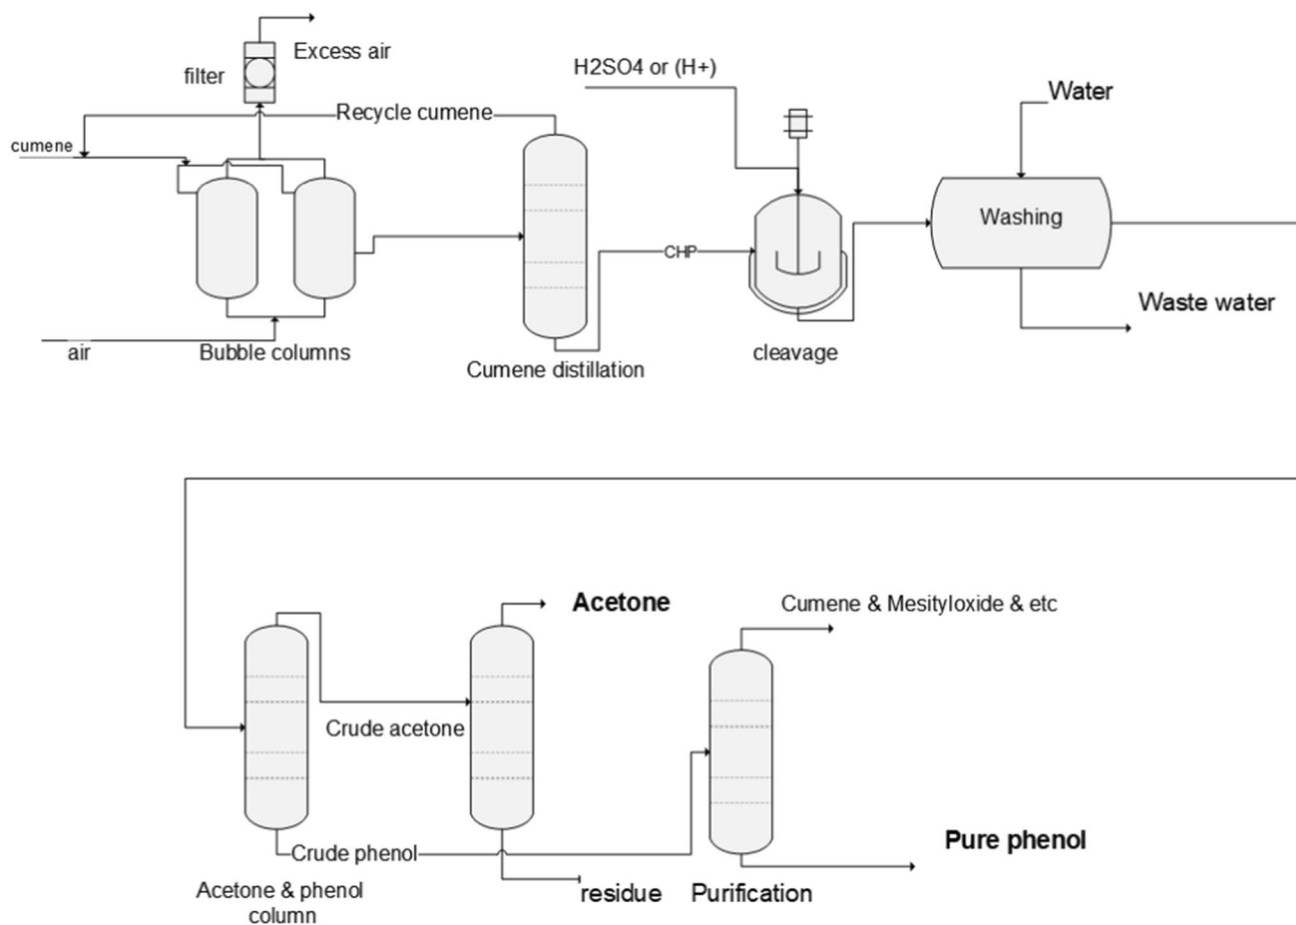 Excess air
filter
H2SO4 or (H+)
Water
Recycle cumene
cumene
Washing
CHP
Waste water
air
Bubble columns
Cumene distillation
cleavage
Acetone
Cumene & Mesityloxide & etc
Crude acetone
Pure phenol
Crude phenol
Acetone & phenol
column
residue
Purification